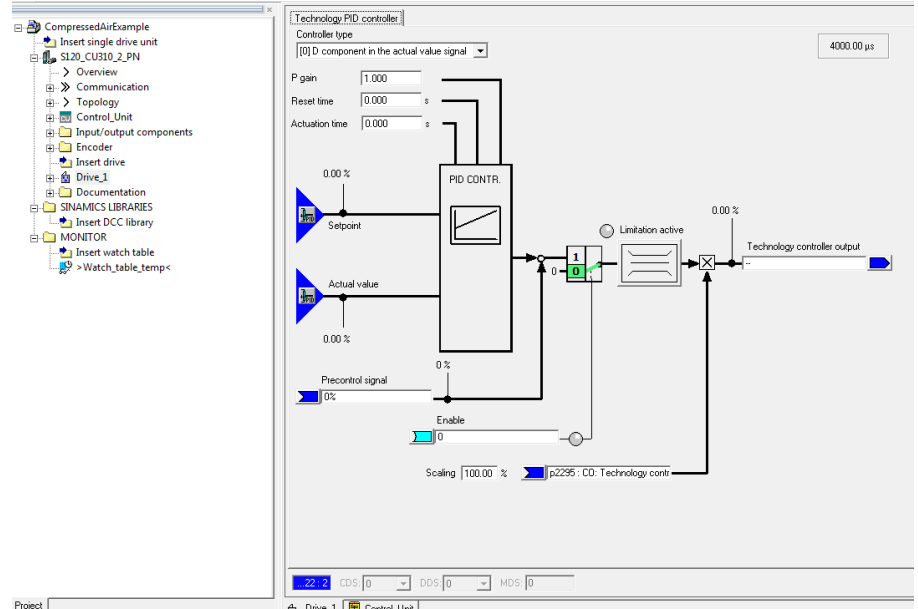 CompressedAirExample
Insert single drive unit
S120_CU310_2_PN
Overview
Communication
Topology
Control_Unit
Input/output components
Encoder
Insert drive
Drive_1
Documentation
SINAMICS LIBRARIES
Insert DCC library
MONITOR
Insert watch table
>Watch_table_temp<
Project
Technology PID controller
Controller type
[0] D component in the actual value signal
4000.00 µs
P gain 1.000
Reset time 0.000 s
Actuation time 0.000 s
0.00 %
PID CONTR.
Setpoint
0.00 %
Limitation active
Technology controller output
--
1
0 0
Actual value
0.00 %
0 %
Precontrol signal
0%
Enable
0
Scaling 100.00 % p2295 : CO: Technology contr
...22 : 2 CDS: 0 DDS: 0 MDS: 0
Drive_1 Control_Unit